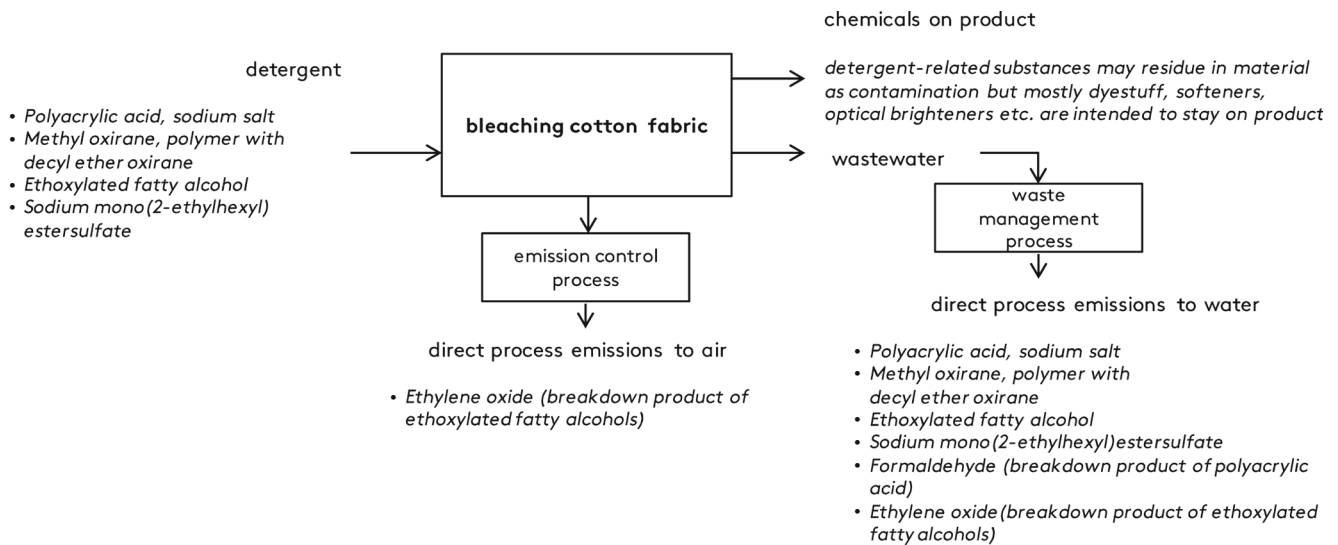 chemicals on product
detergent
detergent-related substances may residue in material
as contamination but mostly dyestuff, softeners,
optical brighteners etc. are intended to stay on product
• Polyacrylic acid, sodium salt
• Methyl oxirane, polymer with
decyl ether oxirane
• Ethoxylated fatty alcohol
• Sodium mono(2-ethylhexyl)
estersulfate
bleaching cotton fabric
wastewater
waste
management
process
emission control
process
direct process emissions to water
direct process emissions to air
• Ethylene oxide (breakdown product of
ethoxylated fatty alcohols)
• Polyacrylic acid, sodium salt
• Methyl oxirane, polymer with
decyl ether oxirane
• Ethoxylated fatty alcohol
• Sodium mono(2-ethylhexyl)estersulfate
• Formaldehyde (breakdown product of polyacrylic
acid)
• Ethylene oxide(breakdown product of ethoxylated
fatty alcohols)